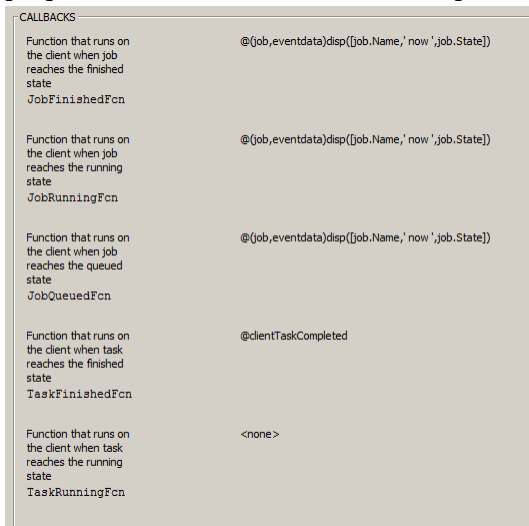 CALLBACKS
Function that runs on
the client when job
reaches the finished
state
JobFinishedFcn
@(job,eventdata)disp([job.Name,' now ',job.State])
Function that runs on
the client when job
reaches the running
state
JobRunningFcn
@(job,eventdata)disp([job.Name,' now ',job.State])
Function that runs on
the client when job
reaches the queued
state
JobQueuedFcn
@(job,eventdata)disp([job.Name,' now ',job.State])
Function that runs on
the client when task
reaches the finished
state
TaskFinishedFcn
@clientTaskCompleted
Function that runs on
the client when task
reaches the running
state
TaskRunningFcn
<none>